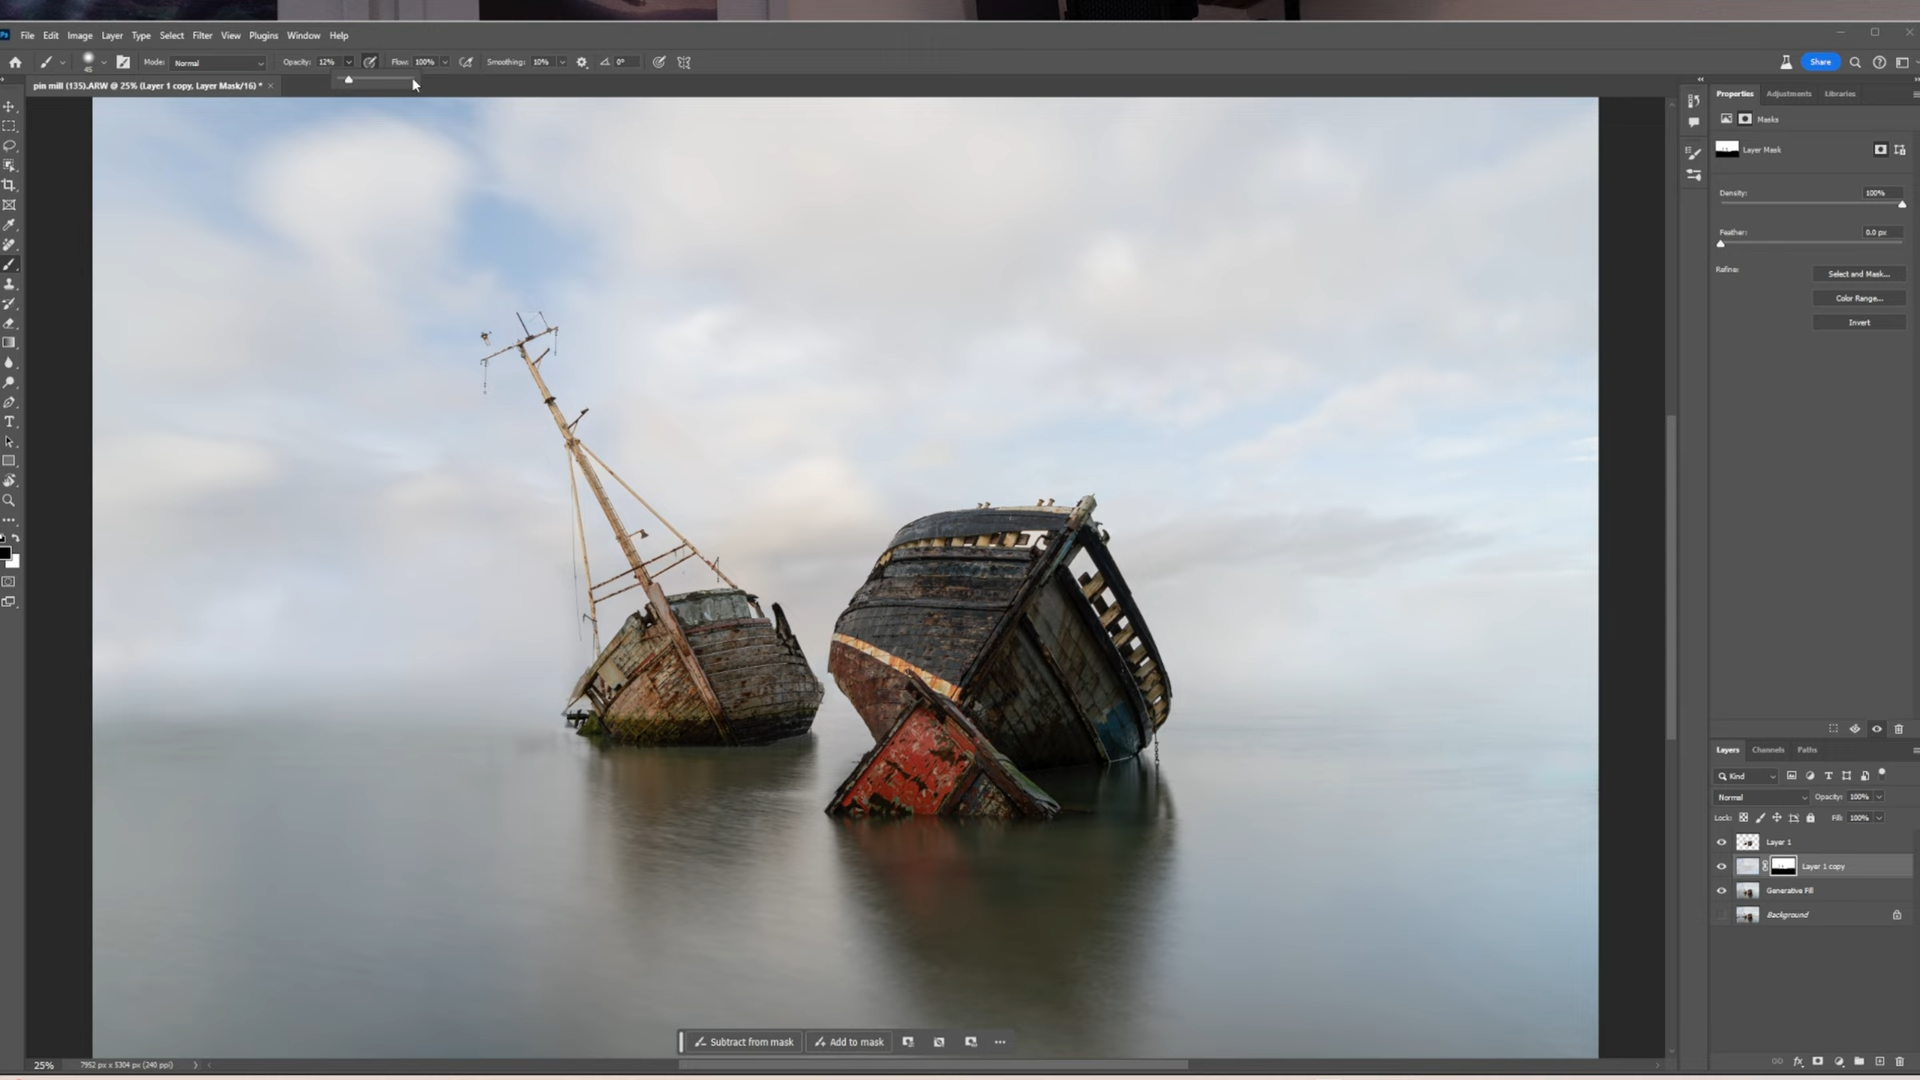 Ps File Edit Image Layer Type Select Filter View Plugins Window Help
45 Mode: Normal Opacity: 12% Flow: 100% Smoothing: 10% 0° Share
pin mill (135).ARW @ 25% (Layer 1 copy, Layer Mask/16) * ×
Properties Adjustments Libraries
Masks
Layer Mask
Density: 100%
Feather: 0.0 px
Refine: Select and Mask...
Color Range...
Invert
Layers Channels Paths
Kind
Normal Opacity: 100%
Lock: Fill: 100%
Layer 1
Layer 1 copy
Generative Fill
Background
Subtract from mask Add to mask
25% 7952 px x 5304 px (240 ppi)